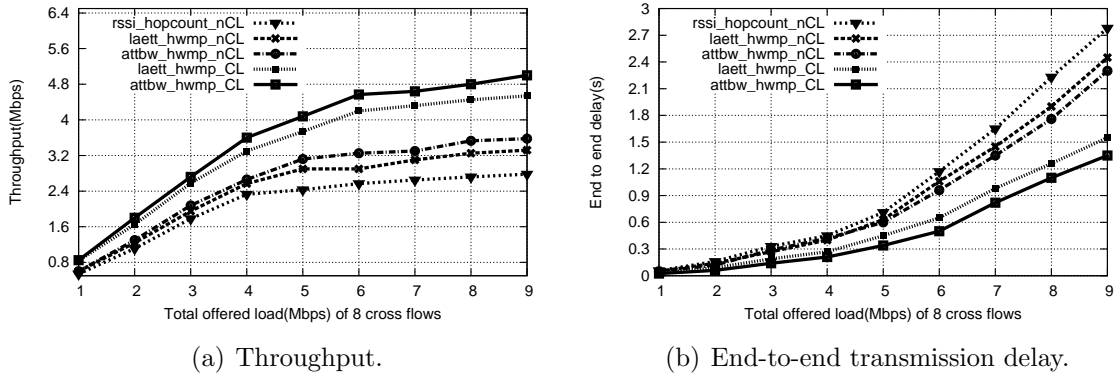 6.4
5.6
4.8
4
3.2
2.4
1.6
0.8
Throughput(Mbps)
rssi_hopcount_nCL
laett_hwmp_nCL
attbw_hwmp_nCL
laett_hwmp_CL
attbw_hwmp_CL
1 2 3 4 5 6 7 8 9
Total offered load(Mbps) of 8 cross flows
(a) Throughput.
3
2.7
2.4
2.1
1.8
1.5
1.2
0.9
0.6
0.3
0
End to end delay(s)
rssi_hopcount_nCL
laett_hwmp_nCL
attbw_hwmp_nCL
laett_hwmp_CL
attbw_hwmp_CL
1 2 3 4 5 6 7 8 9
Total offered load(Mbps) of 8 cross flows
(b) End-to-end transmission delay.